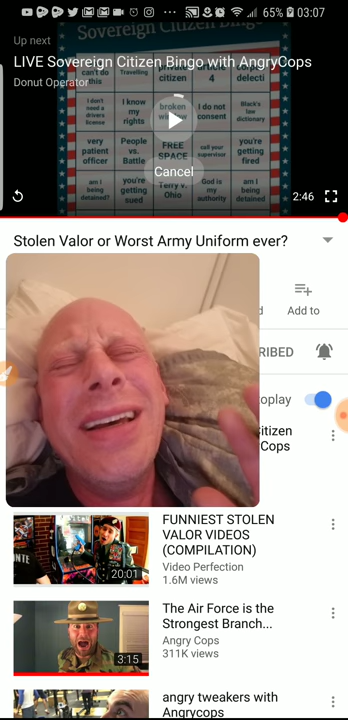 65% 03:07
Up next
Sovereign Citizen Bingo
LIVE Sovereign Citizen Bingo with AngryCops
Donut Operator
can't do this
Travelling
citizen
4
corpus delecti
I don't need a drivers license
I know my rights
broken window
I do not consent
Black's law dictionary
Cancel
very patient officer
People vs. Battle
FREE SPACE
call your supervisor
you're getting fired
am I being detained?
you're getting sued
Terry v. Ohio
God is my authority
am I being detained?
2:46
Stolen Valor or Worst Army Uniform ever?
d
Add to
RIBED
oplay
itizen
Cops
FUNNIEST STOLEN
VALOR VIDEOS
(COMPILATION)
Video Perfection
1.6M views
20:01
The Air Force is the
Strongest Branch...
Angry Cops
311K views
3:15
angry tweakers with
Angrycops